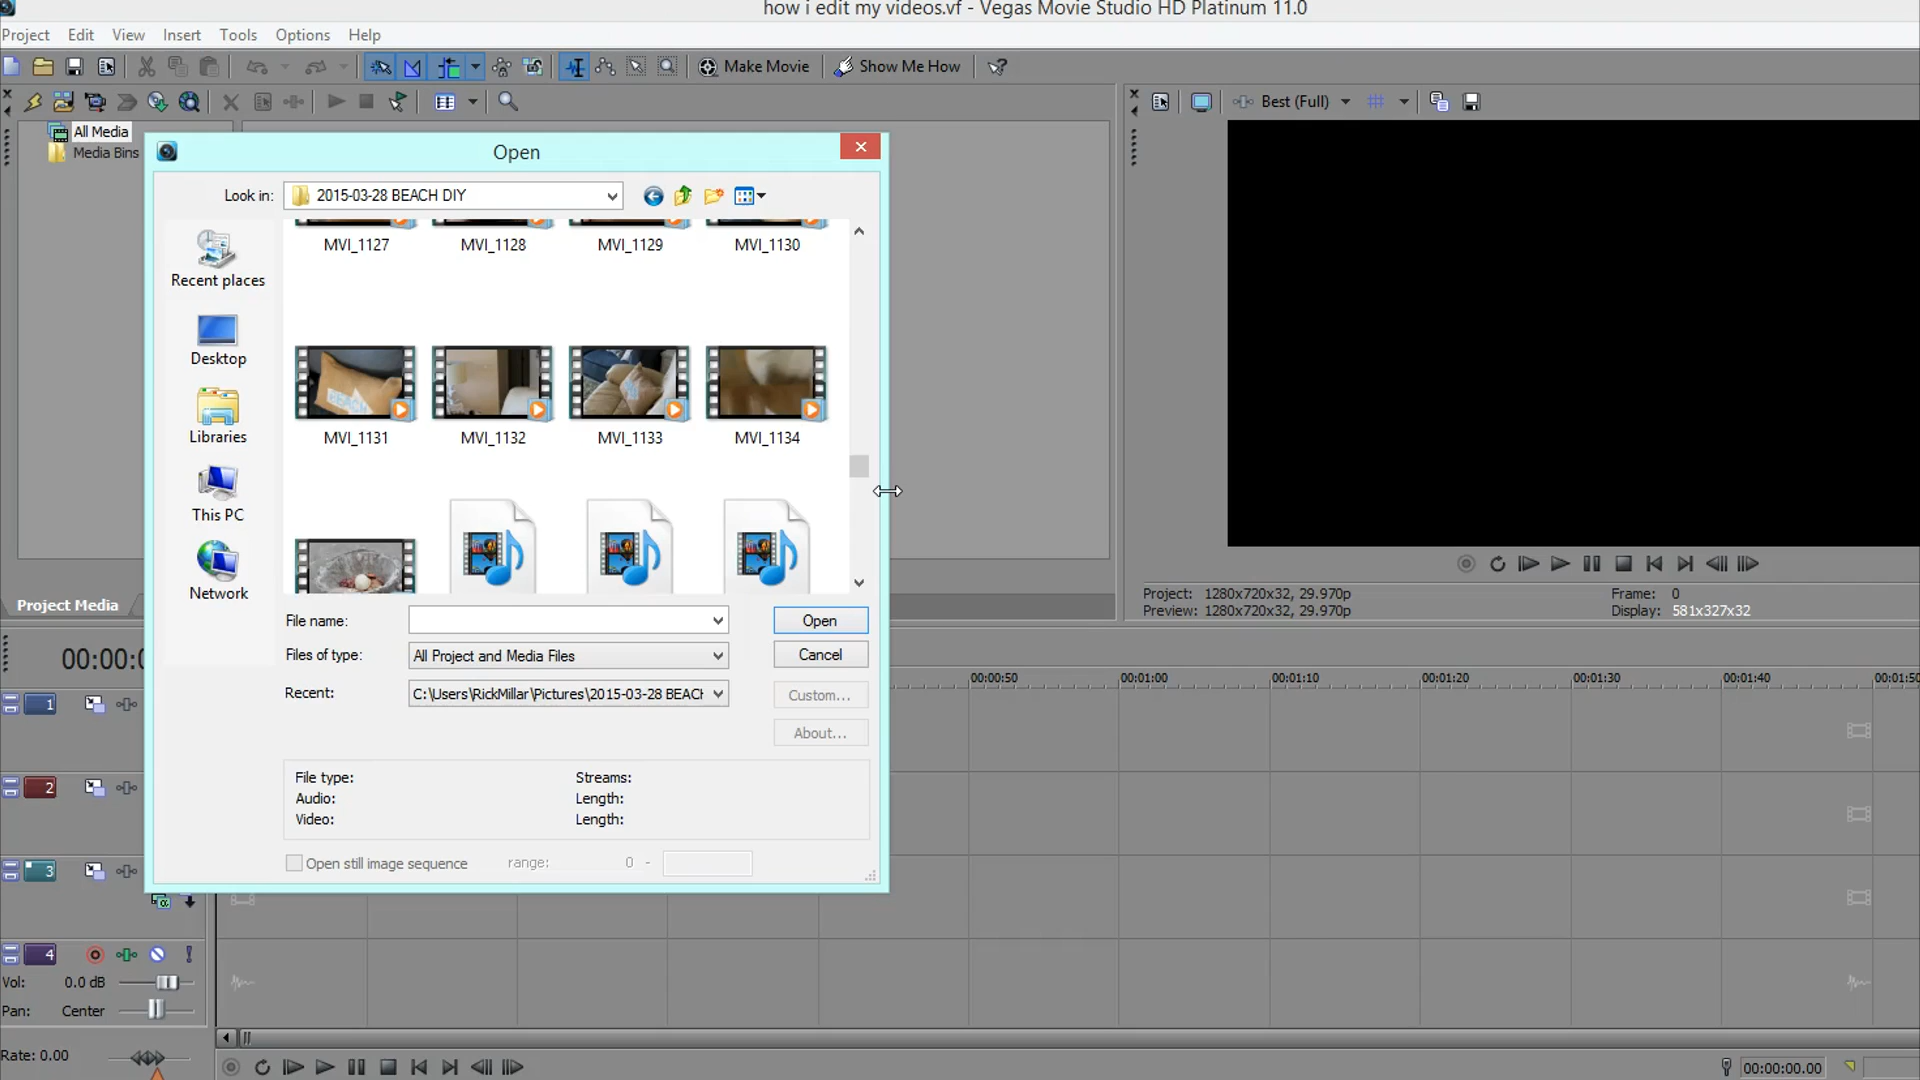 how i edit my videos.vf - Vegas Movie Studio HD Platinum 11.0
Project Edit View Insert Tools Options Help
Make Movie Show Me How
Best (Full)
All Media
Media Bins
Open
Look in: 2015-03-28 BEACH DIY
Recent places
Desktop
Libraries
This PC
Network
MVI_1127 MVI_1128 MVI_1129 MVI_1130
BEACH
MVI_1131 MVI_1132 MVI_1133 MVI_1134
File name: Open
Files of type: All Project and Media Files Cancel
Recent: C:\Users\RickMillar\Pictures\2015-03-28 BEACH Custom...
About...
File type: Streams:
Audio: Length:
Video: Length:
Open still image sequence range: 0 -
Project Media
Project: 1280x720x32, 29.970p Frame: 0
Preview: 1280x720x32, 29.970p Display: 581x327x32
00:00:0
00:00:50 00:01:00 00:01:10 00:01:20 00:01:30 00:01:40 00:01:50
1
2
3
4
Vol: 0.0 dB
Pan: Center
Rate: 0.00
00:00:00.00